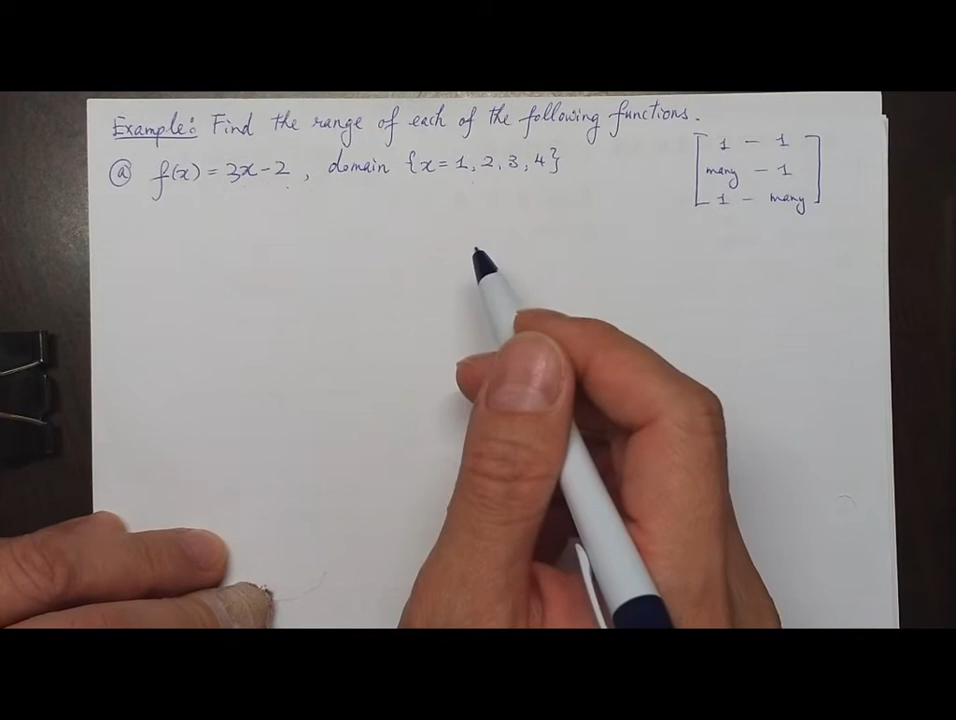 Example: Find the range of each of the following functions.
ⓐ f(x) = 3x-2 , domain {x = 1, 2, 3, 4}
1 - 1
many - 1
1 - many